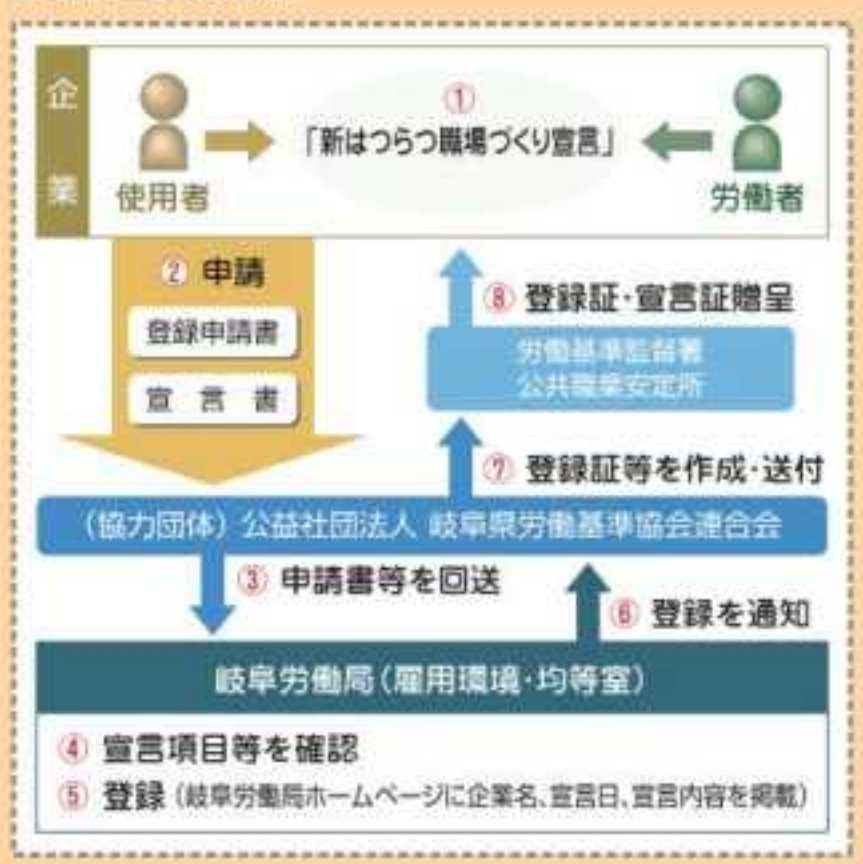 企業
①
「新はつらつ職場づくり宣言」
使用者
労働者
② 申請
登録申請書
宣言書
⑧ 登録証・宣言証贈呈
労働基準監督署
公共職業安定所
⑦ 登録証等を作成・送付
(協力団体) 公益社団法人 岐阜県労働基準協会連合会
③ 申請書等を回送
⑥ 登録を通知
岐阜労働局(雇用環境・均等室)
④ 宣言項目等を確認
⑤ 登録(岐阜労働局ホームページに企業名、宣言日、宣言内容を掲載)